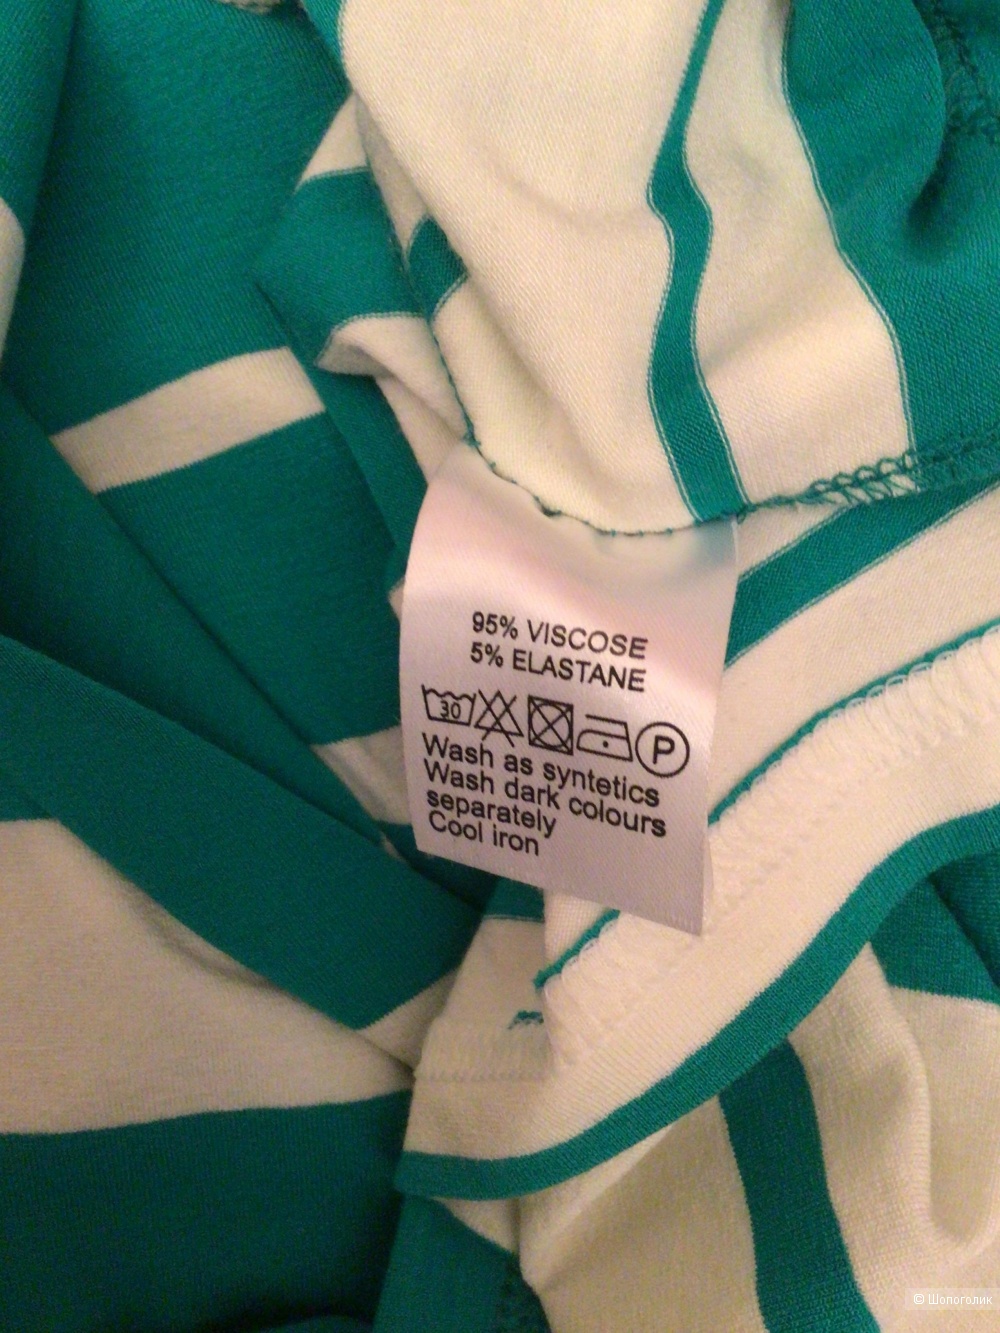 95% VISCOSE
5% ELASTANE
30 P
Wash as syntetics
Wash dark colours
separately
Cool iron
© Шопоголик